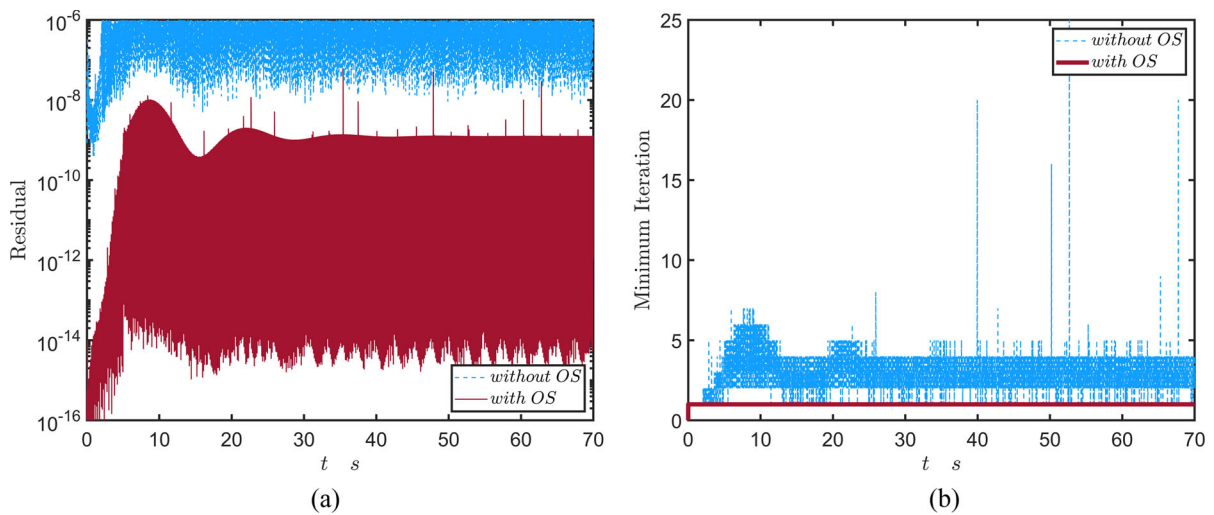 10-6
10-8
10-10
10-12
10-14
10-16
Residual
without OS
with OS
0 10 20 30 40 50 60 70
t s
(a)
25
20
15
10
5
0
Minimum Iteration
without OS
with OS
0 10 20 30 40 50 60 70
t s
(b)